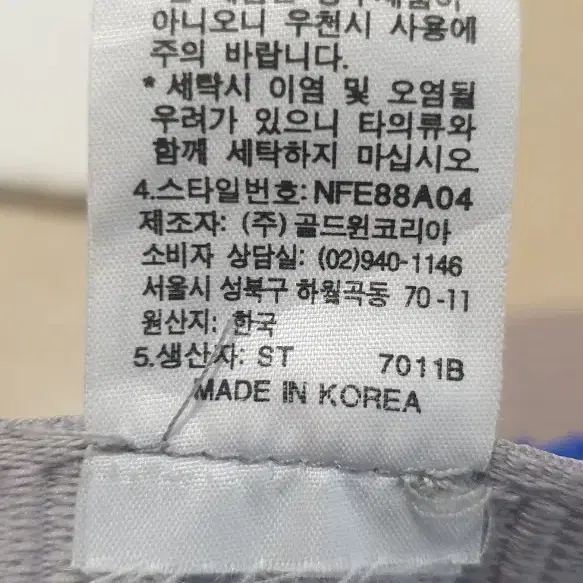 아니오니 우천시 사용에
주의 바랍니다.
* 세탁시 이염 및 오염될
우려가 있으니 타의류와
함께 세탁하지 마십시오.
4.스타일번호: NFE88A04
제조자: (주) 골드윈코리아
소비자 상담실: (02)940-1146
서울시 성북구 하월곡동 70-11
원산지: 한국
5.생산자: ST 7011B
MADE IN KOREA